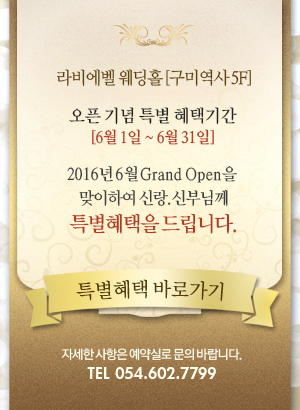 라비에벨 웨딩홀 [구미역사 5F]
오픈 기념 특별 혜택기간
[6월 1일 ~ 6월 31일]
2016년 6월 Grand Open을
맞이하여 신랑.신부님께
특별혜택을 드립니다.
특별혜택 바로가기
자세한 사항은 예약실로 문의 바랍니다.
TEL 054.602.7799